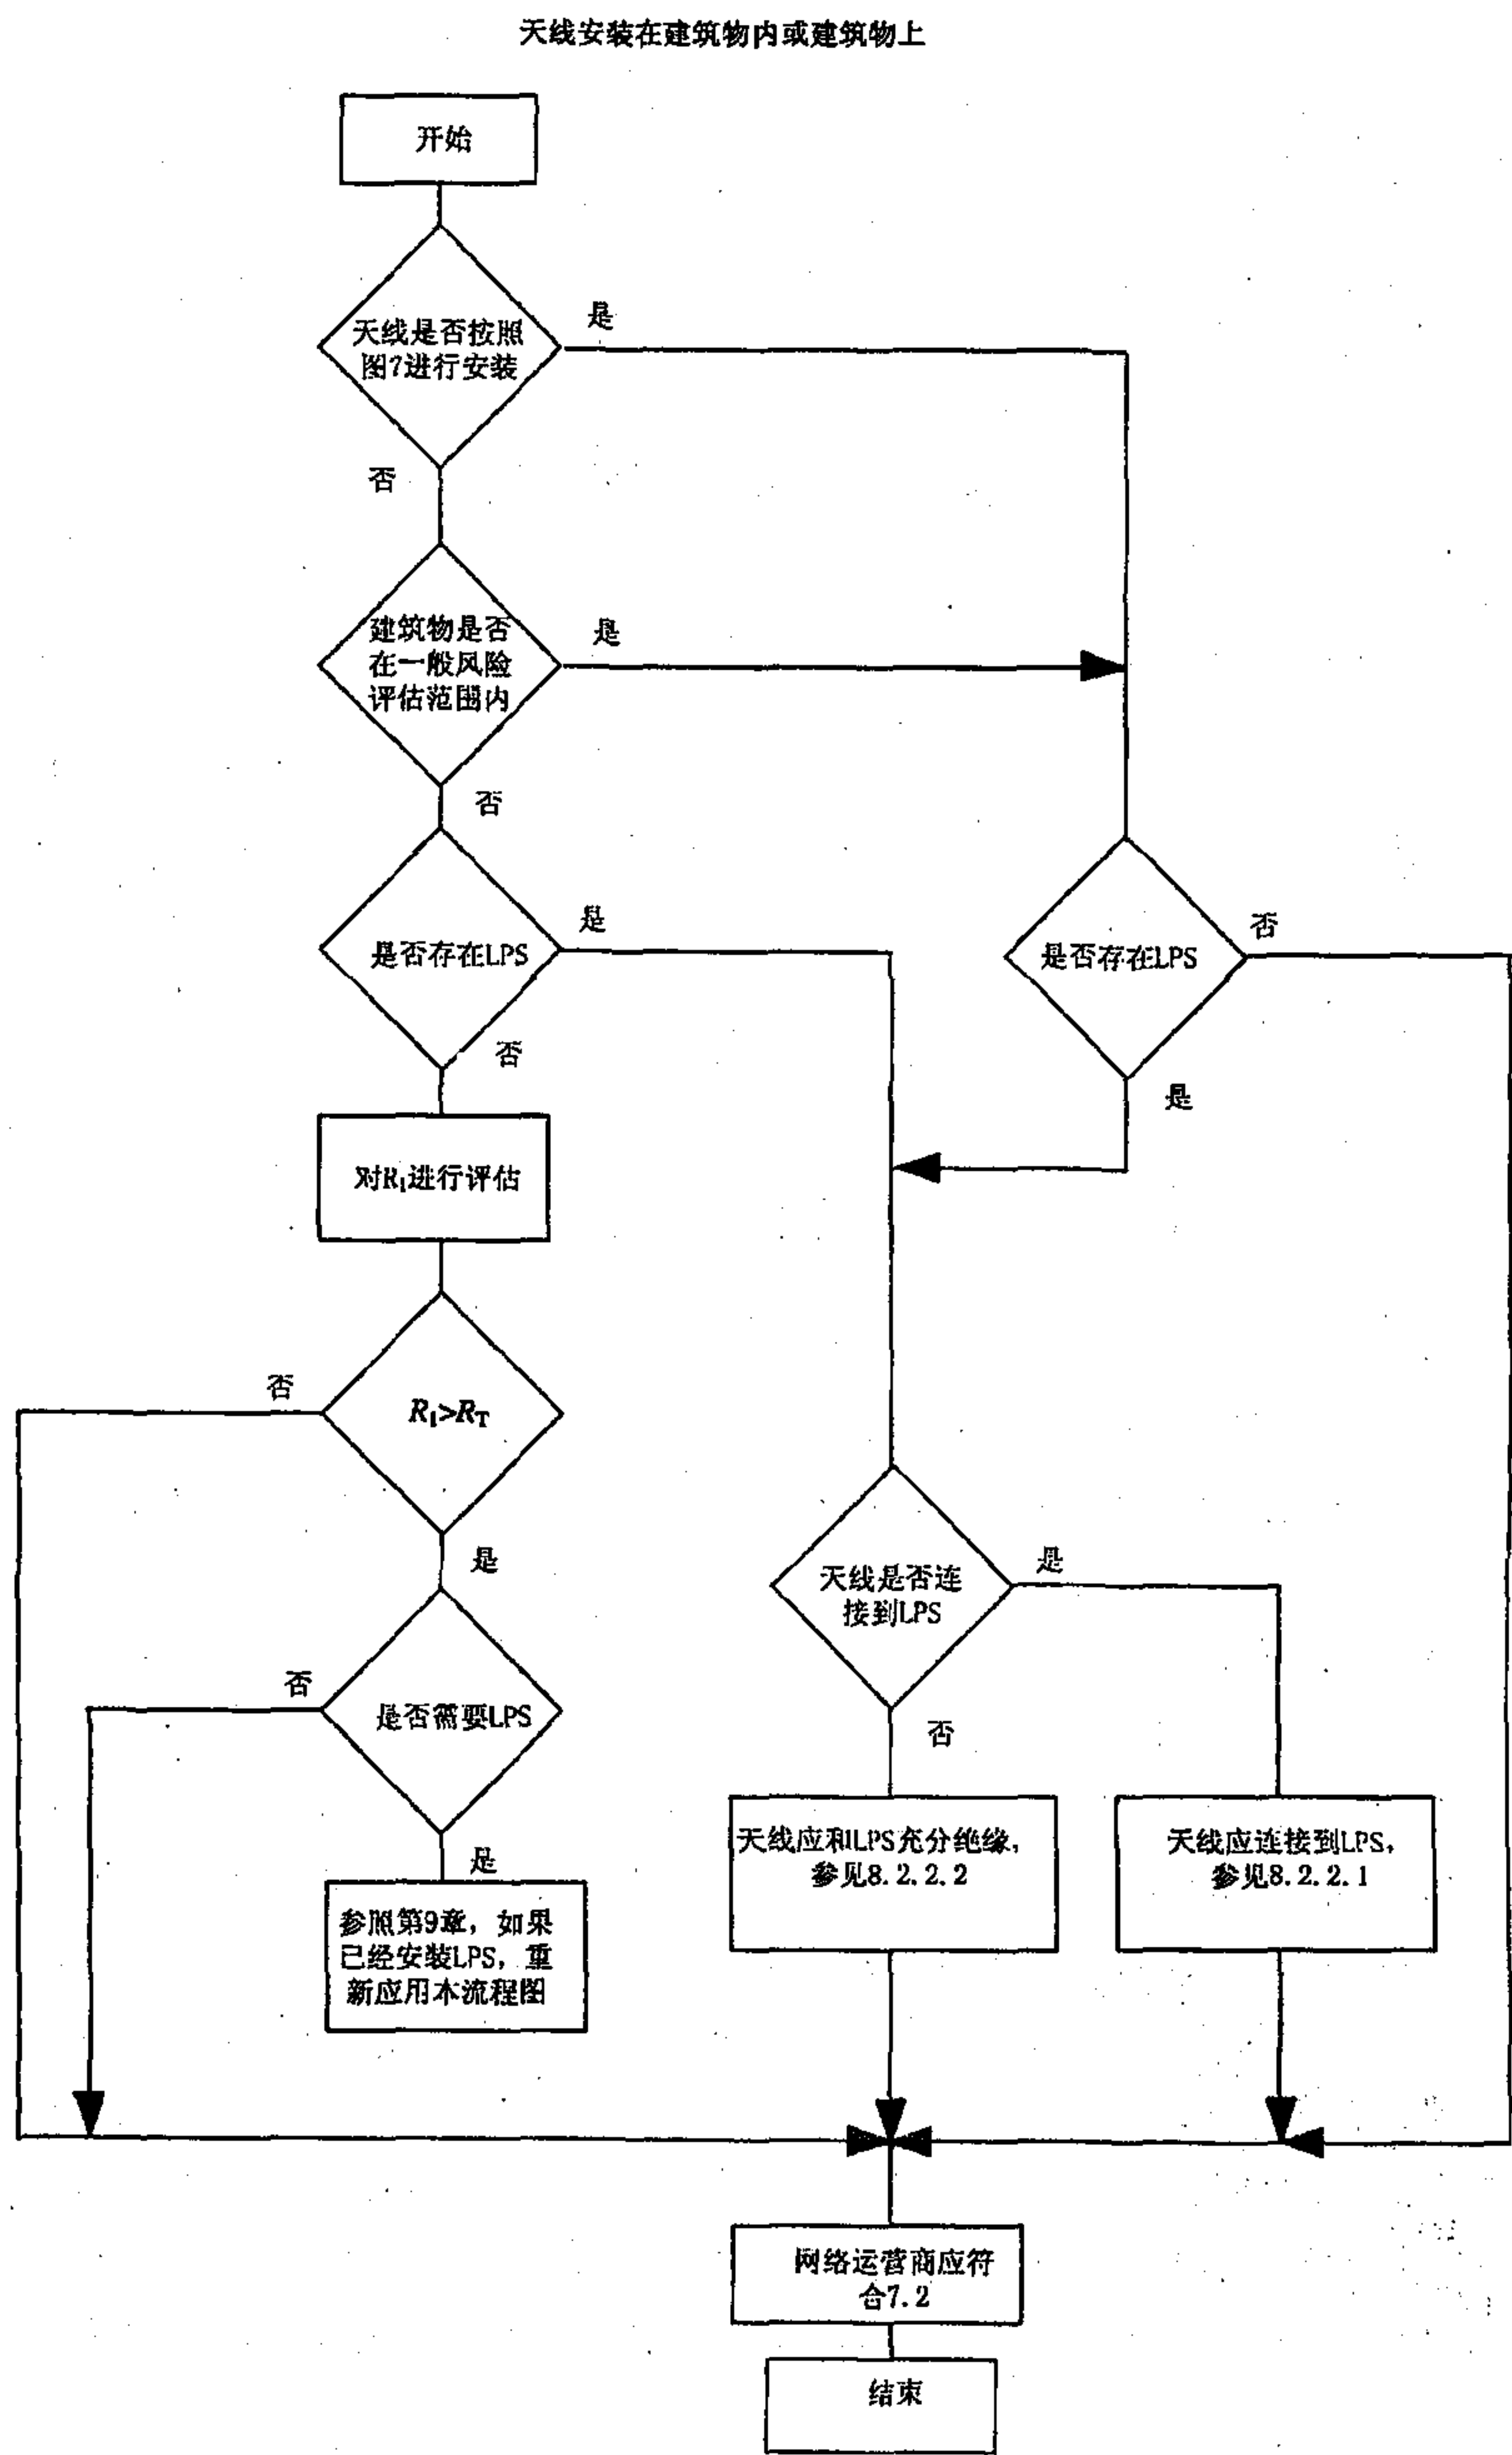 天线安装在建筑物内或建筑物上
开始
天线是否按照
图7进行安装
是
否
建筑物是否
在一般风险
评估范围内
是
否
是否存在LPS
是
否
是否存在LPS
否
是
对R₁进行评估
R₁>R_T
否
是
天线是否连
接到LPS
是
否
是否需要LPS
否
是
天线应和LPS充分绝缘，
参见8.2.2.2
天线应连接到LPS，
参见8.2.2.1
参照第9章，如果
已经安装LPS，重
新应用本流程图
网络运营商应符
合7.2
结束